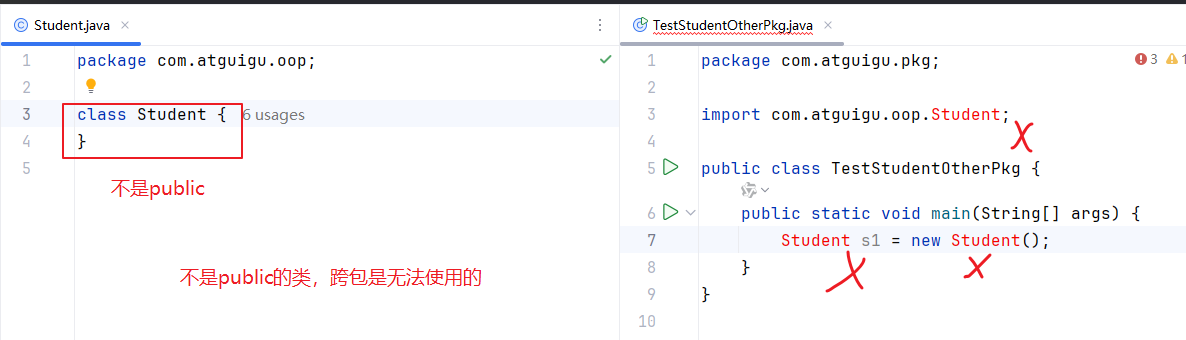 Student.java
1 package com.atguigu.oop;
2
3 class Student { 6 usages
4 }
5
不是public
不是public的类，跨包是无法使用的
TestStudentOtherPkg.java
1 package com.atguigu.pkg; 3 1
2
3 import com.atguigu.oop.Student;
4
5 public class TestStudentOtherPkg {
6 public static void main(String[] args) {
7 Student s1 = new Student();
8 }
9 }
10